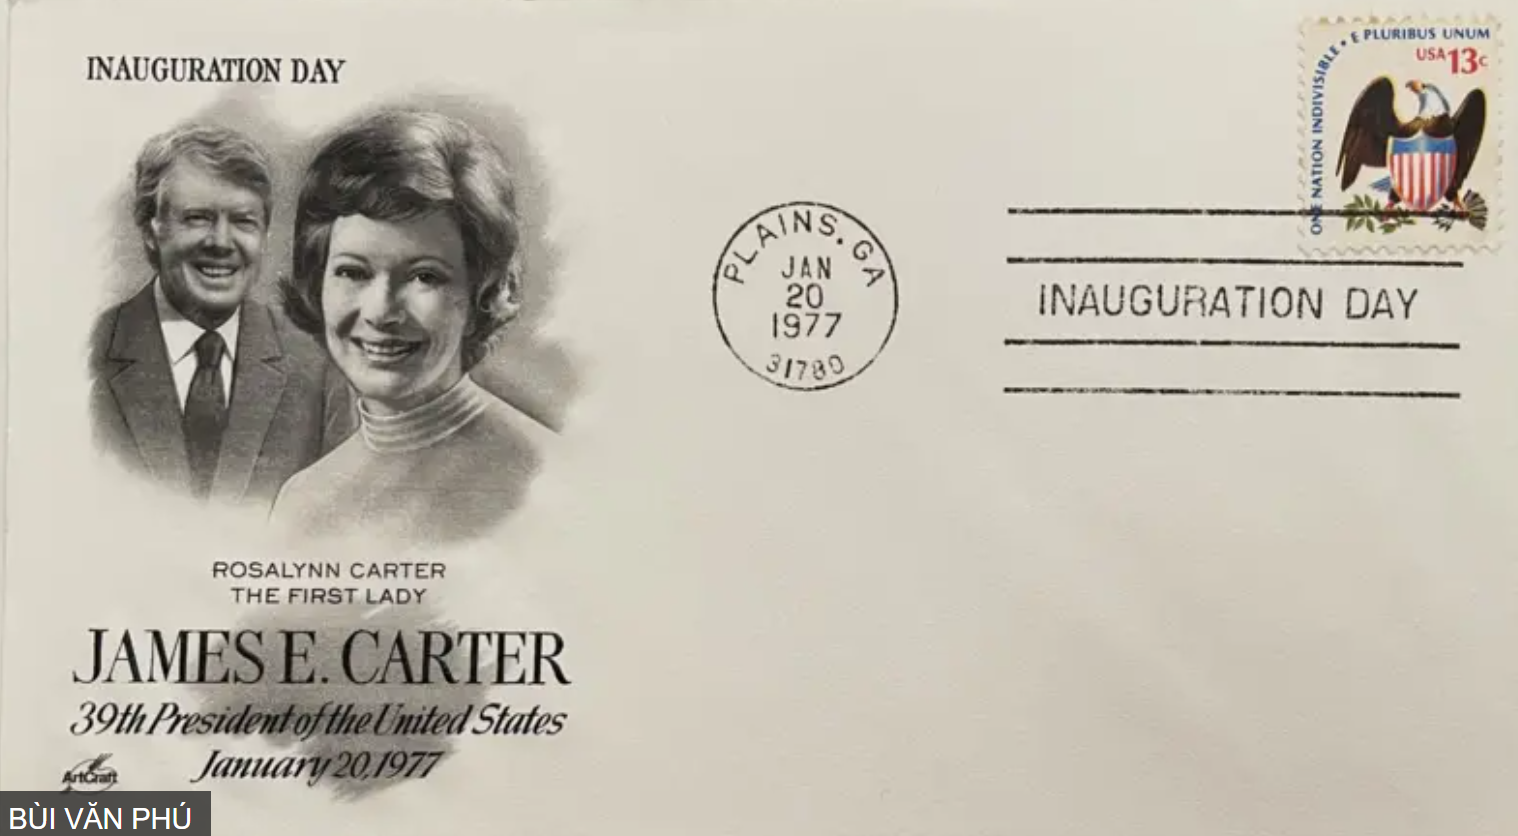 INAUGURATION DAY
ROSALYNN CARTER
THE FIRST LADY
JAMES E. CARTER
39th President of the United States
January 20, 1977
ArtCraft
PLAINS. GA
JAN
20
1977
31780
INAUGURATION DAY
ONE NATION INDIVISIBLE • E PLURIBUS UNUM
USA 13c
BÙI VĂN PHÚ